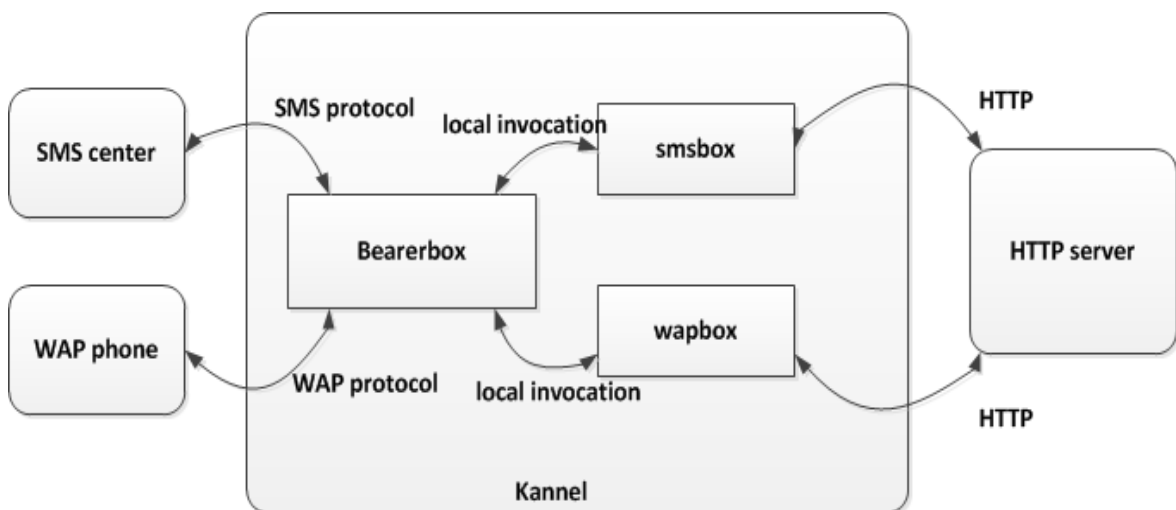 SMS protocol
HTTP
local invocation
SMS center
smsbox
Bearerbox
HTTP server
WAP phone
wapbox
WAP protocol
local invocation
HTTP
Kannel